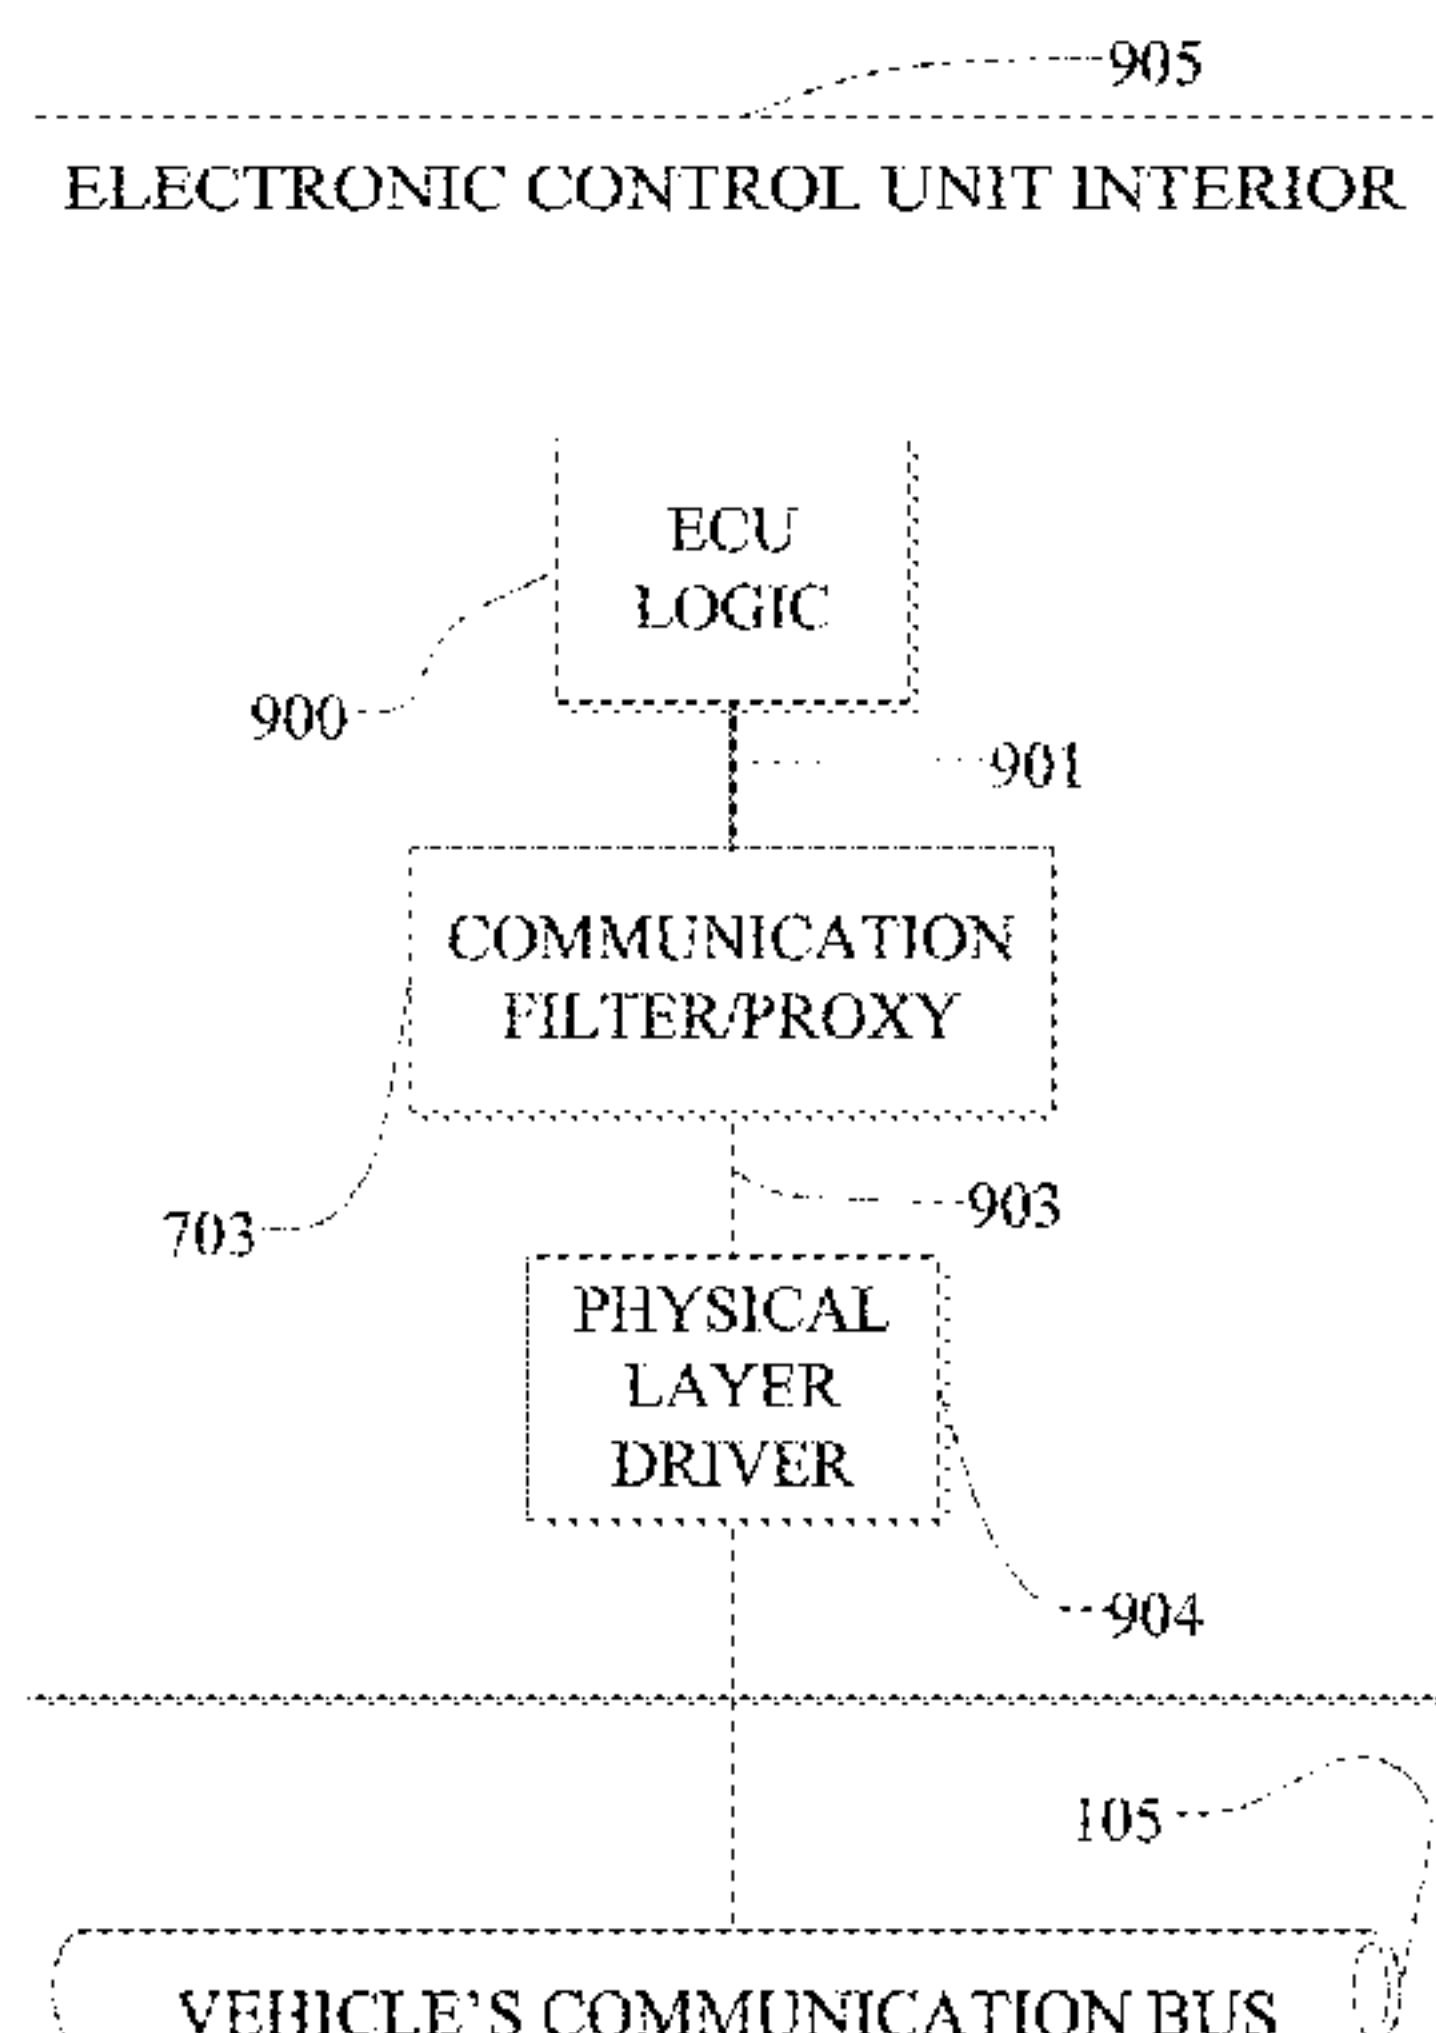 905
ELECTRONIC CONTROL UNIT INTERIOR
ECU
LOGIC
900
901
COMMUNICATION
FILTER/PROXY
903
703
PHYSICAL
LAYER
DRIVER
904
105
VEHICLE'S COMMUNICATION BUS